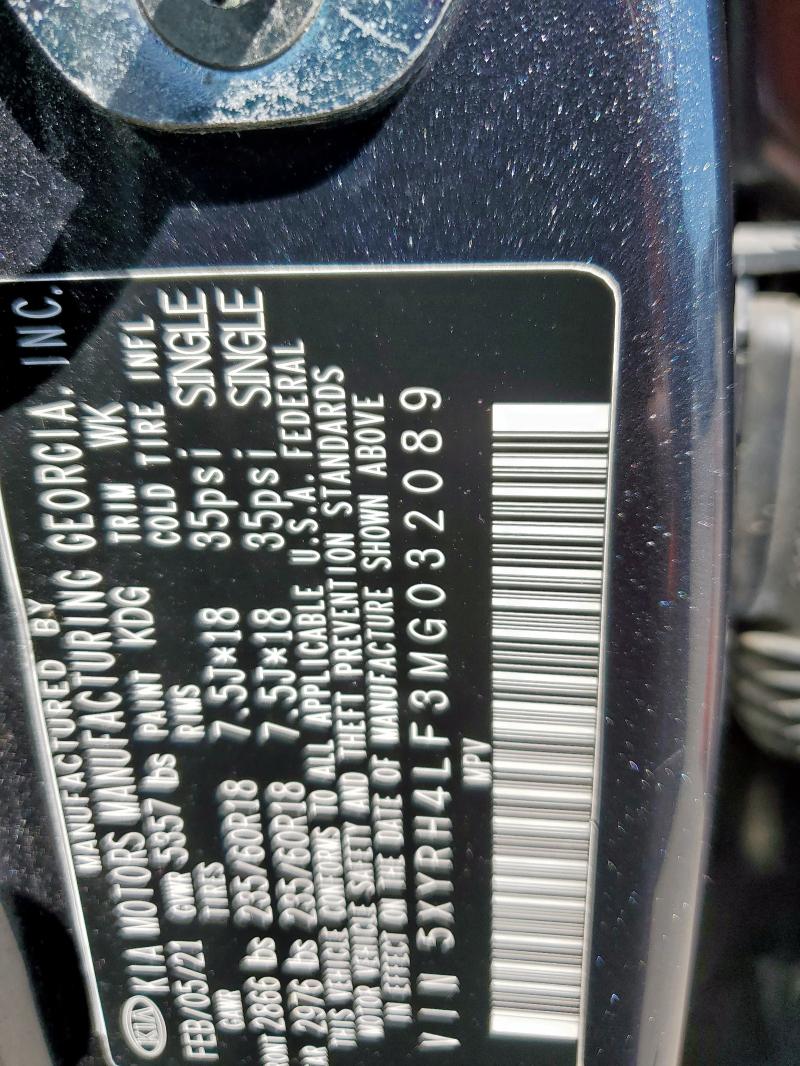 MANUFACTURED BY
KIA KIA MOTORS MANUFACTURING GEORGIA, INC.
FEB/05/21 GVWR 5357 lbs PAINT KDG TRIM WK
GAWR TIRES RIMS COLD TIRE INFL
2866 lbs 235/60R18 7.5J*18 35psi SINGLE
2976 lbs 235/60R18 7.5J*18 35psi SINGLE
THIS VEHICLE CONFORMS TO ALL APPLICABLE U.S.A. FEDERAL
MOTOR VEHICLE SAFETY AND THEFT PREVENTION STANDARDS
IN EFFECT ON THE DATE OF MANUFACTURE SHOWN ABOVE
VIN 5XYRH4LF3MG032089
MPV